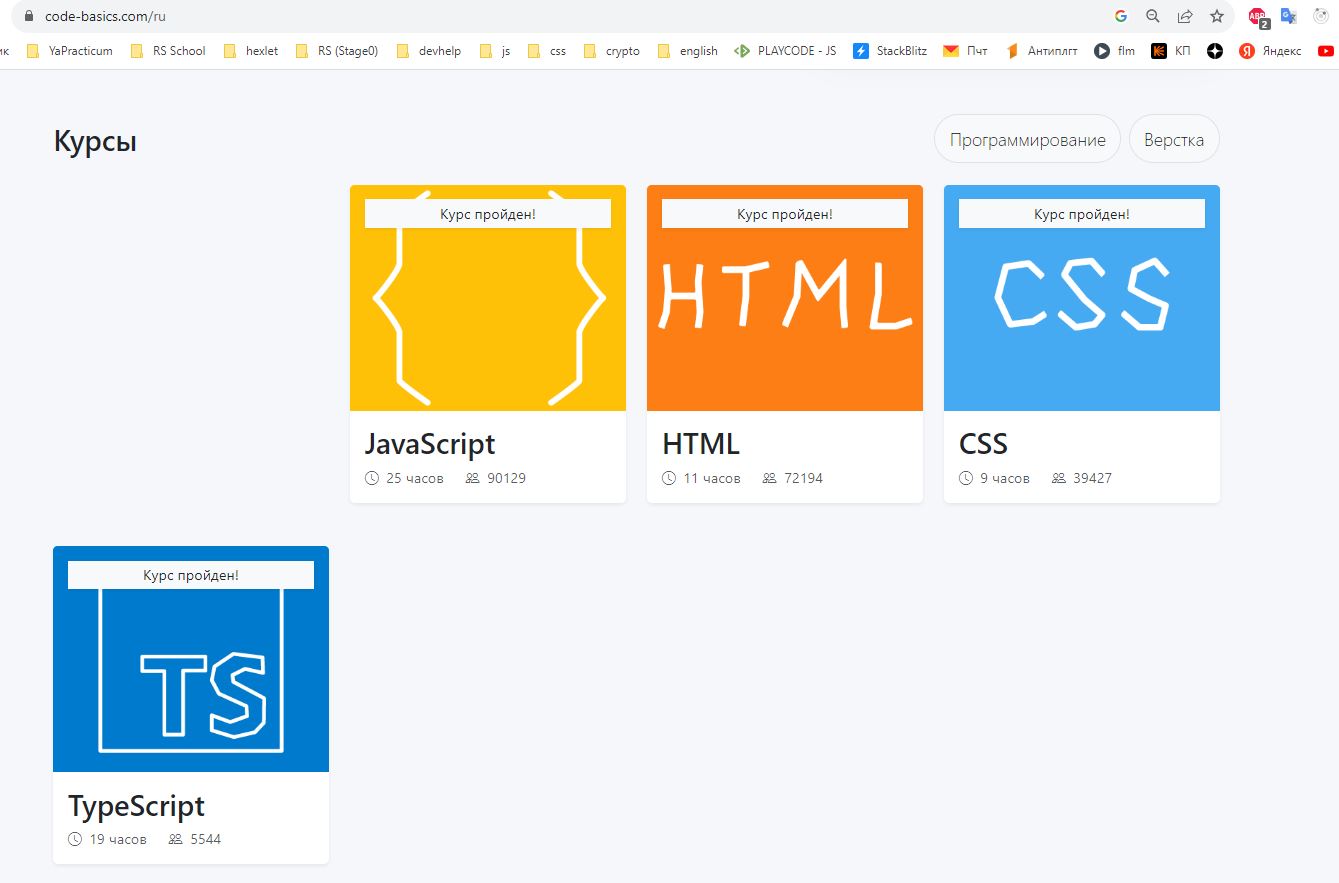 code-basics.com/ru
ик YaPracticum RS School hexlet RS (Stage0) devhelp js css crypto english PLAYCODE - JS StackBlitz Пчт Антиплгт flm КП Яндекс
ABP 2
Курсы
Программирование Верстка
Курс пройден! Курс пройден! Курс пройден!
HTML CSS
JavaScript HTML CSS
25 часов 90129 11 часов 72194 9 часов 39427
Курс пройден!
TS
TypeScript
19 часов 5544